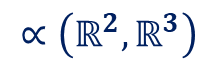 ∝ (ℝ², ℝ³)